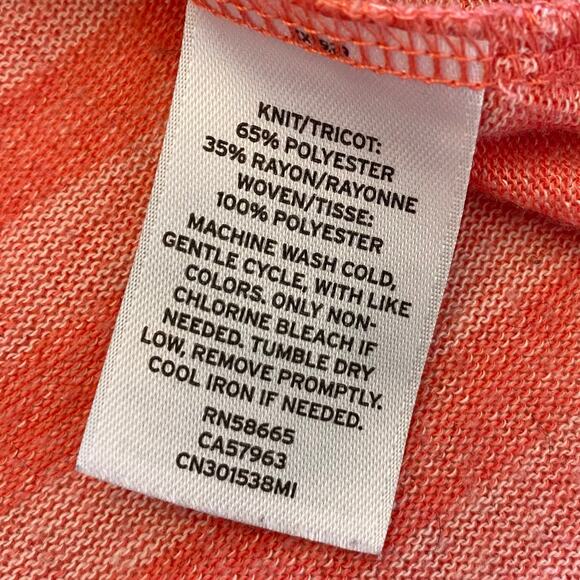 KNIT/TRICOT:
65% POLYESTER
35% RAYON/RAYONNE
WOVEN/TISSE:
100% POLYESTER
MACHINE WASH COLD,
GENTLE CYCLE, WITH LIKE
COLORS. ONLY NON-
CHLORINE BLEACH IF
NEEDED. TUMBLE DRY
LOW, REMOVE PROMPTLY.
COOL IRON IF NEEDED.
RN58665
CA57963
CN301538MI